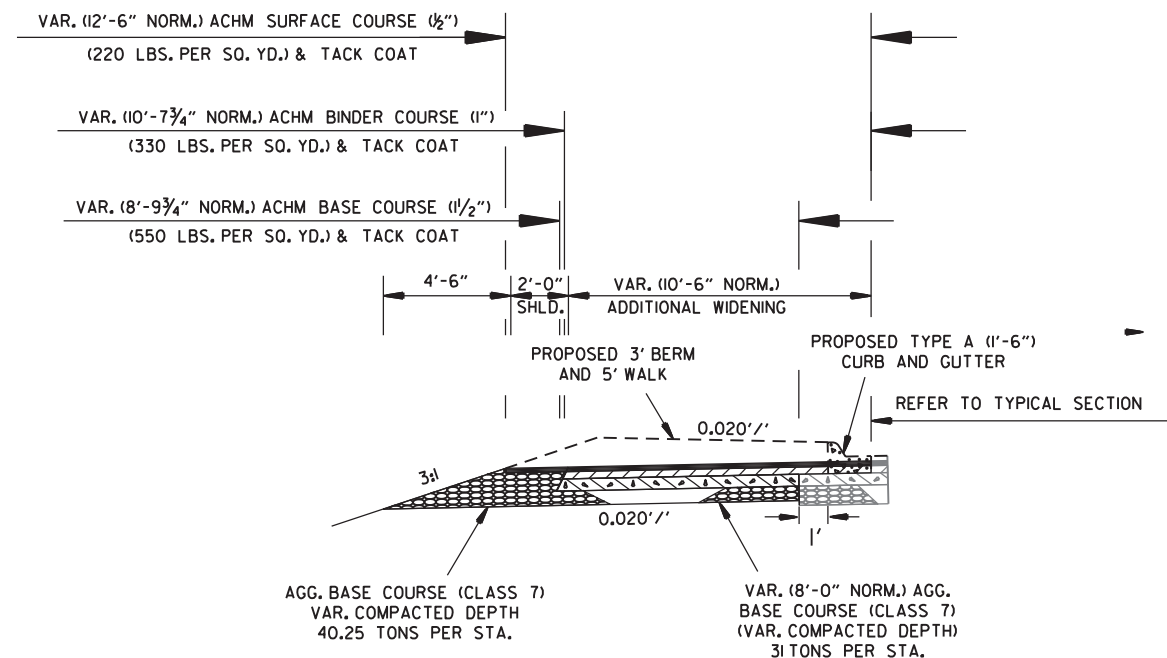 VAR. (12'-6" NORM.) ACHM SURFACE COURSE (½")
(220 LBS. PER SQ. YD.) & TACK COAT
VAR. (10'-7¾" NORM.) ACHM BINDER COURSE (1")
(330 LBS. PER SQ. YD.) & TACK COAT
VAR. (8'-9¾" NORM.) ACHM BASE COURSE (1½")
(550 LBS. PER SQ. YD.) & TACK COAT
4'-6"
2'-0"
SHLD.
VAR. (10'-6" NORM.)
ADDITIONAL WIDENING
PROPOSED 3' BERM
AND 5' WALK
PROPOSED TYPE A (1'-6")
CURB AND GUTTER
REFER TO TYPICAL SECTION
0.020'/'
3:1
0.020'/'
1'
AGG. BASE COURSE (CLASS 7)
VAR. COMPACTED DEPTH
40.25 TONS PER STA.
VAR. (8'-0" NORM.) AGG.
BASE COURSE (CLASS 7)
(VAR. COMPACTED DEPTH)
31 TONS PER STA.